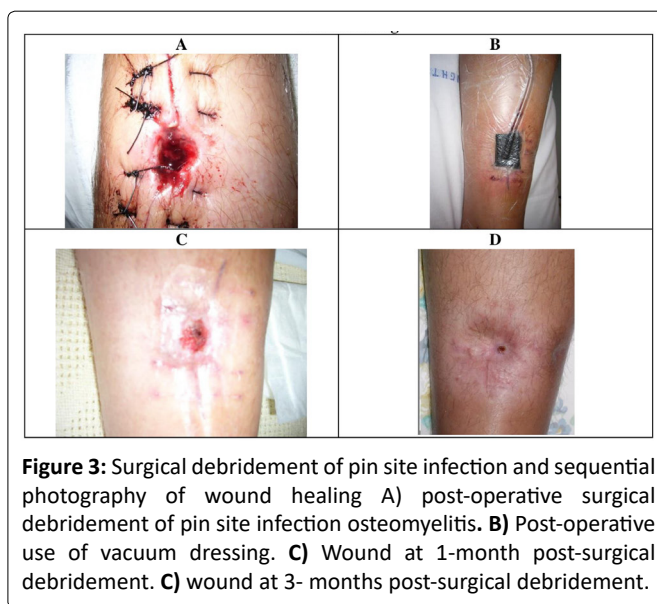 A
B
THƏI
C
D
Figure 3: Surgical debridement of pin site infection and sequential
photography of wound healing A) post-operative surgical
debridement of pin site infection osteomyelitis. B) Post-operative
use of vacuum dressing. C) Wound at 1-month post-surgical
debridement. C) wound at 3- months post-surgical debridement.